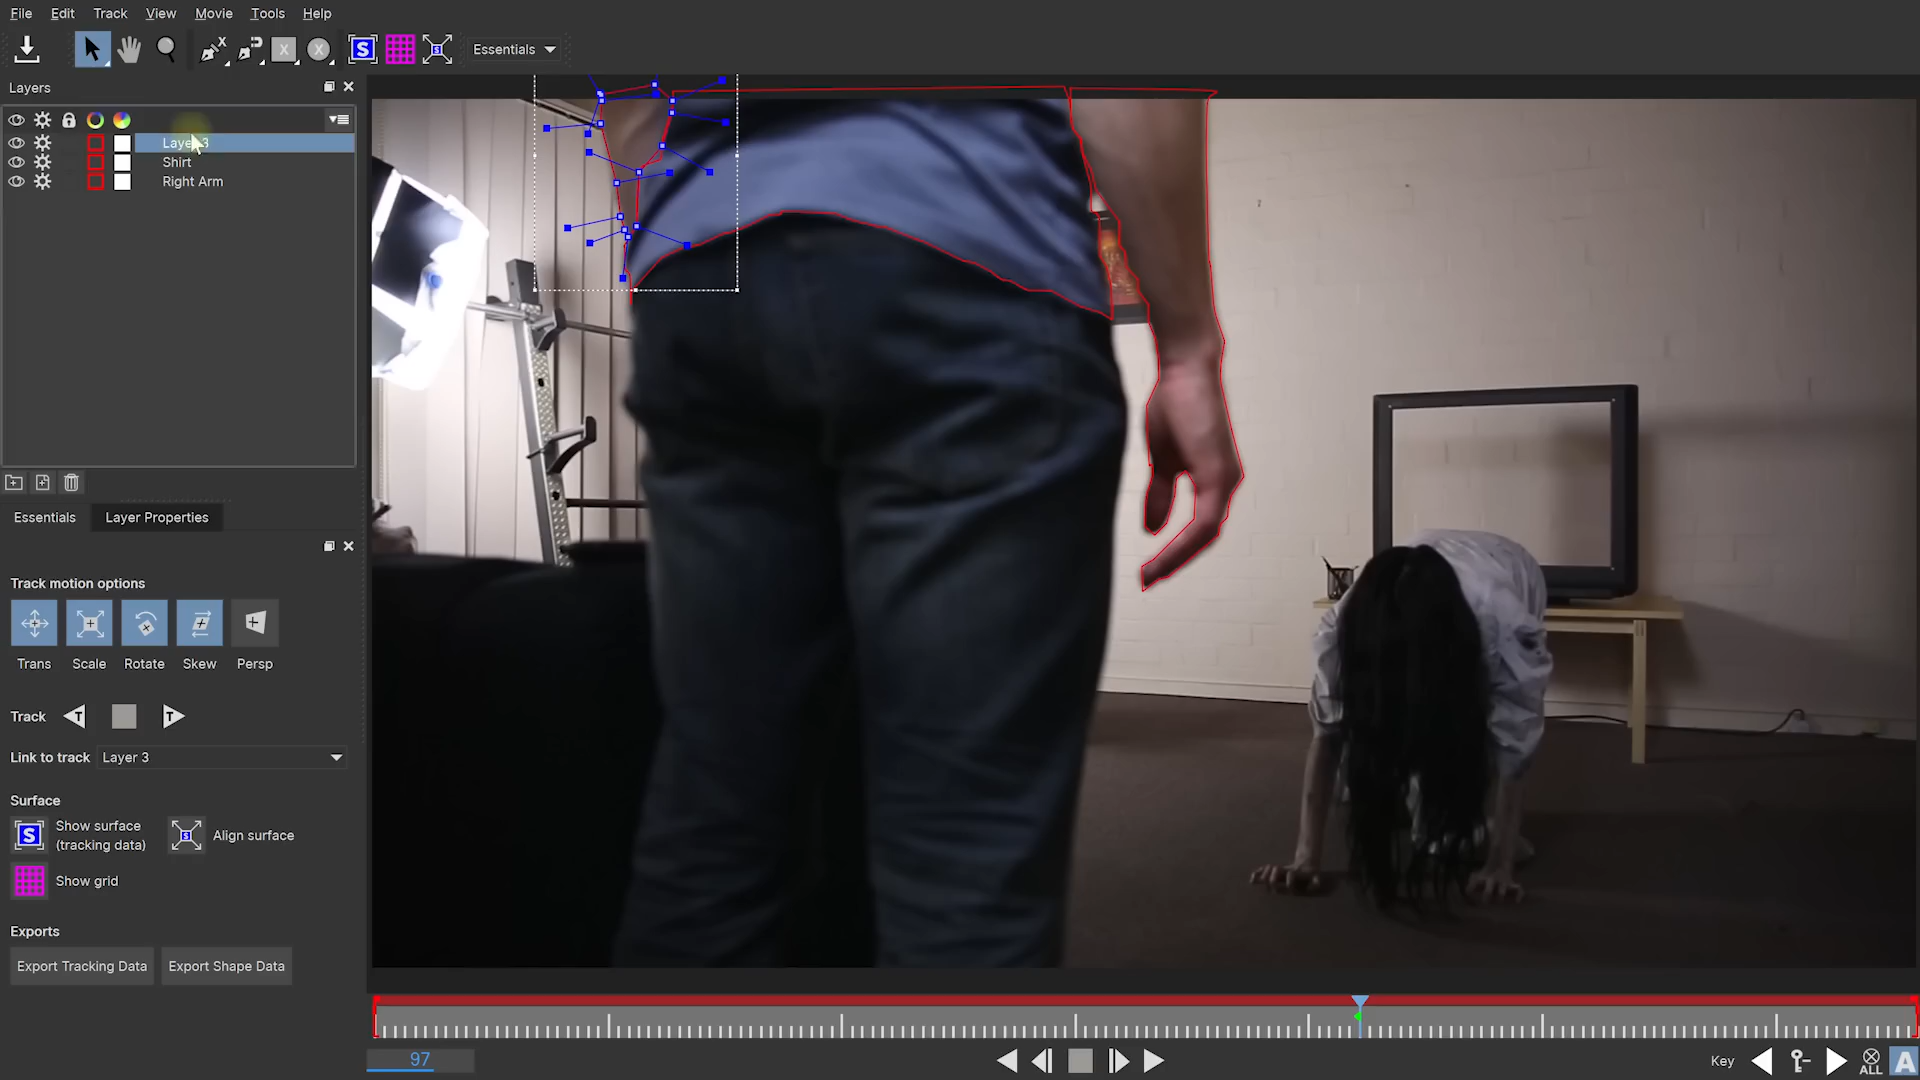 File Edit Track View Movie Tools Help
Essentials
Layers
Shirt
Right Arm
Essentials Layer Properties
Track motion options
Trans Scale Rotate Skew Persp
Track
Link to track Layer 3
Surface
Show surface
(tracking data)
Align surface
Show grid
Exports
Export Tracking Data Export Shape Data
97
Key
ALL
A